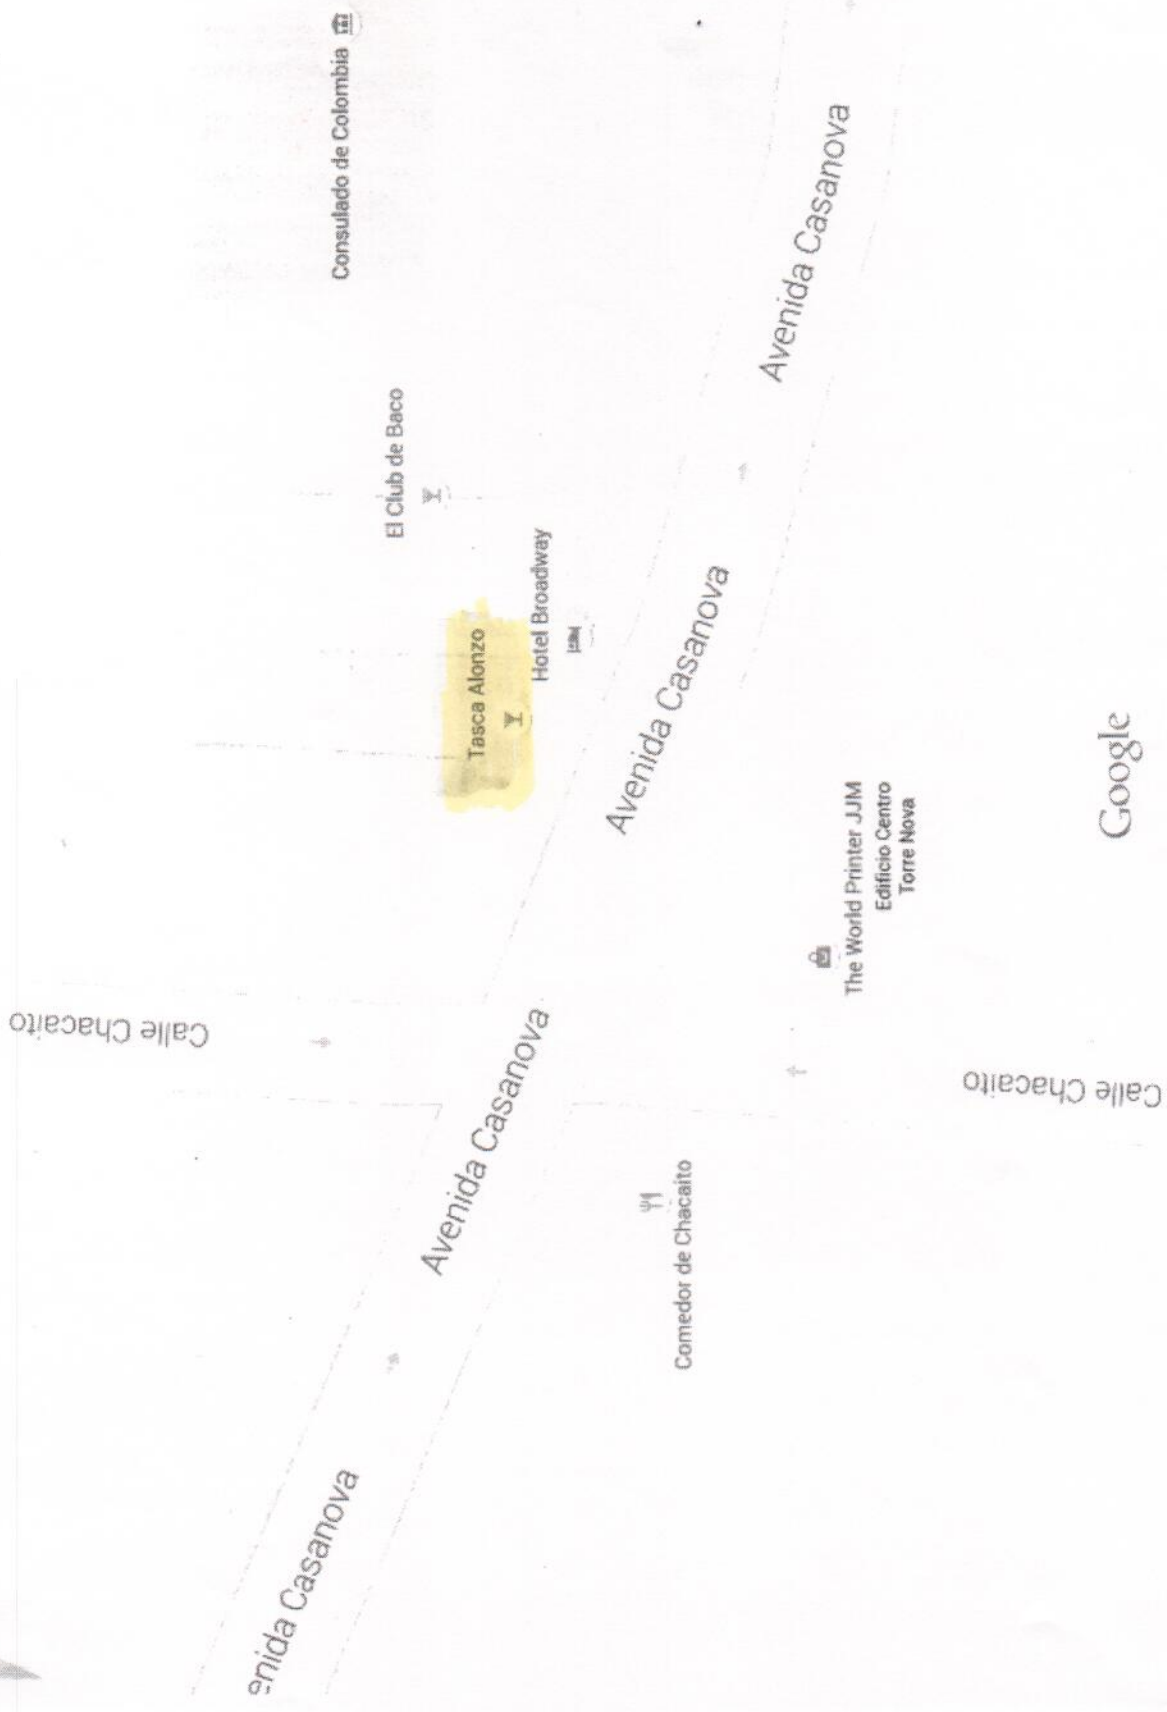 Calle Chacaito
enida Casanova
Consulado de Colombia
El Club de Baco
Tasca Alonzo
Avenida Casanova
Hotel Broadway
Avenida Casanova
Comedor de Chacaito
Avenida Casanova
The World Printer JJM
Edificio Centro
Torre Nova
Calle Chacaito
Google